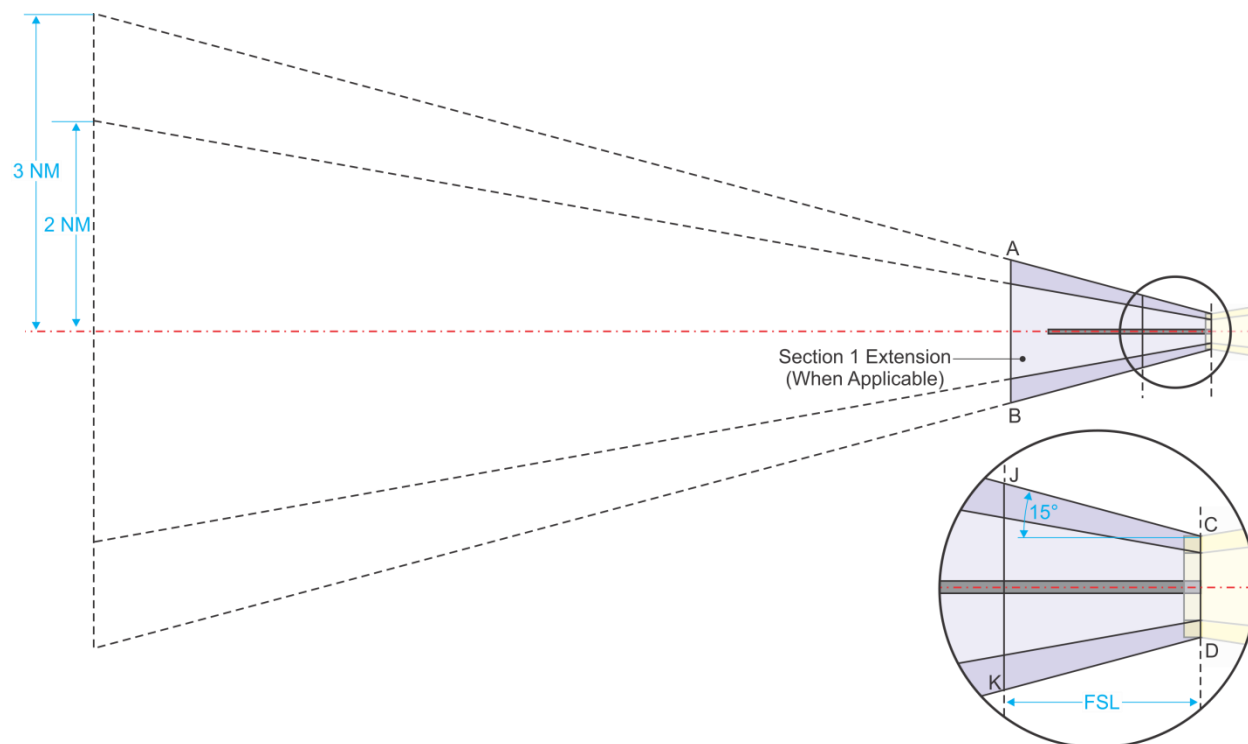 3 NM
2 NM
A
Section 1 Extension
(When Applicable)
B
J
15°
C
K
D
FSL